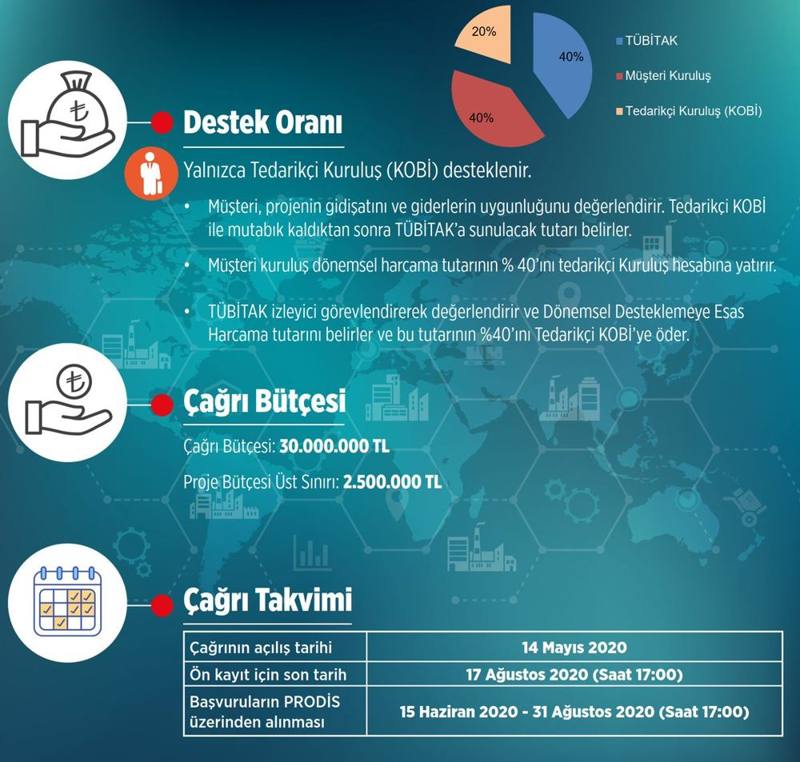 20%
40%
40%
TÜBİTAK
Müşteri Kuruluş
Tedarikçi Kuruluş (KOBİ)
Destek Oranı
Yalnızca Tedarikçi Kuruluş (KOBİ) desteklenir.
• Müşteri, projenin gidişatını ve giderlerin uygunluğunu değerlendirir. Tedarikçi KOBİ
ile mutabık kaldıktan sonra TÜBİTAK’a sunulacak tutarı belirler.
• Müşteri kuruluş dönemsel harcama tutarının % 40’ını tedarikçi Kuruluş hesabına yatırır.
• TÜBİTAK izleyici görevlendirerek değerlendirir ve Dönemsel Desteklemeye Esas
Harcama tutarını belirler ve bu tutarının %40’ını Tedarikçi KOBİ’ye öder.
Çağrı Bütçesi
Çağrı Bütçesi: 30.000.000 TL
Proje Bütçesi Üst Sınırı: 2.500.000 TL
Çağrı Takvimi
Çağrının açılış tarihi 14 Mayıs 2020
Ön kayıt için son tarih 17 Ağustos 2020 (Saat 17:00)
Başvuruların PRODİS
üzerinden alınması 15 Haziran 2020 - 31 Ağustos 2020 (Saat 17:00)